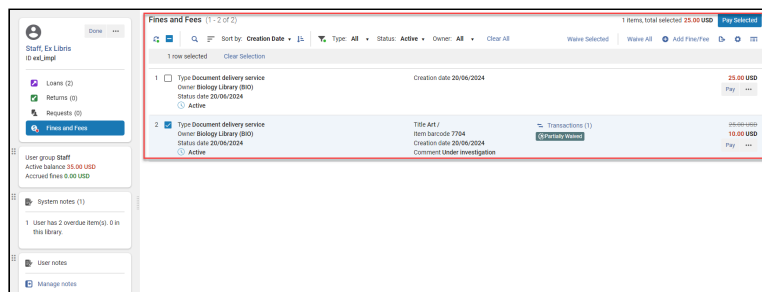 Fines and Fees (1 - 2 of 2)
1 items, total selected 25.00 USD
Pay Selected
Done
Staff, Ex Libris
ID exl_impl
Sort by: Creation Date
Type: All
Status: Active
Owner: All
Clear All
Waive Selected
Waive All
Add Fine/Fee
1 row selected
Clear Selection
Loans (2)
Returns (0)
Requests (0)
Fines and Fees
1
Type Document delivery service
Creation date 20/06/2024
25.00 USD
Owner Biology Library (BIO)
Pay
Status date 20/06/2024
Active
2
Type Document delivery service
Title Art /
Transactions (1)
25.00 USD
Owner Biology Library (BIO)
Item barcode 7704
Partially Waived
10.00 USD
Status date 20/06/2024
Creation date 20/06/2024
Pay
Active
Comment Under investigation
User group Staff
Active balance 35.00 USD
Accrued fines 0.00 USD
System notes (1)
1 User has 2 overdue item(s). 0 in
this library.
User notes
Manage notes